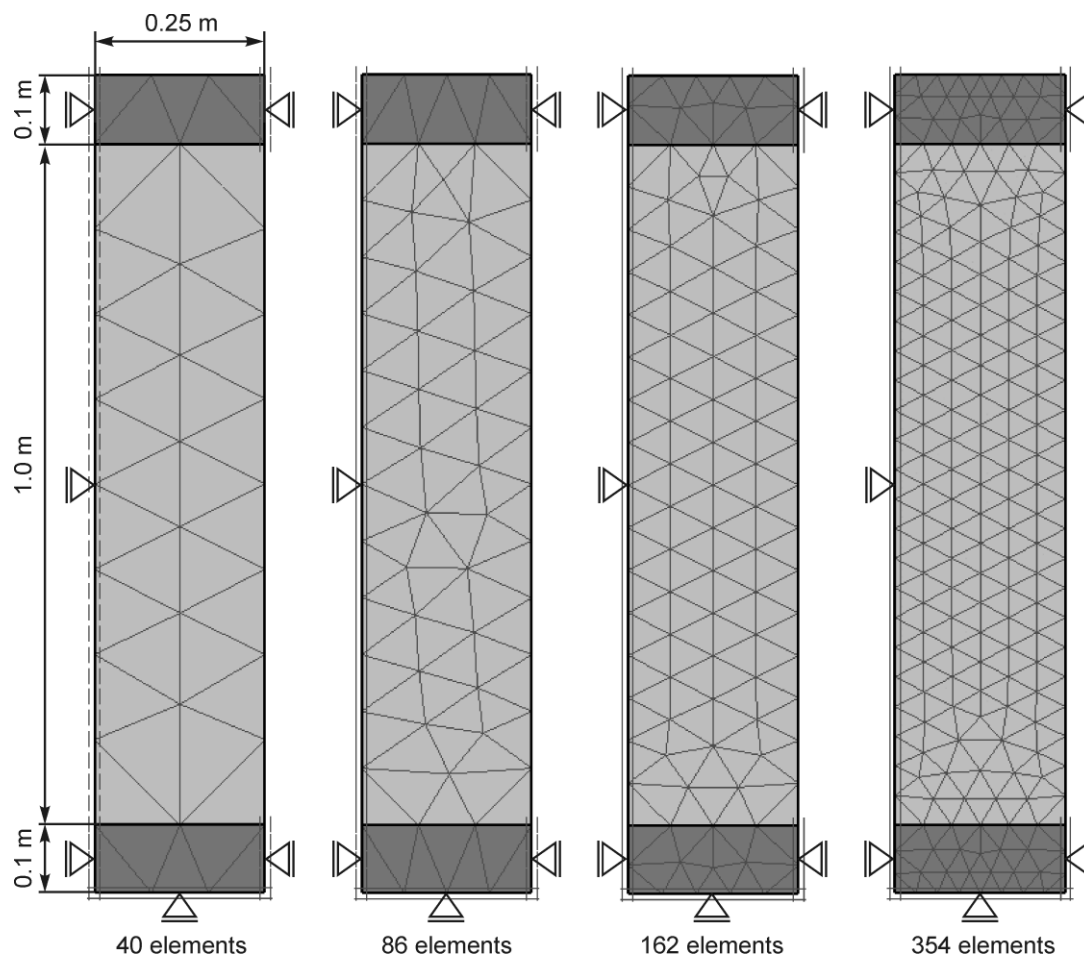 0.25 m
0.1 m
1.0 m
0.1 m
40 elements
86 elements
162 elements
354 elements